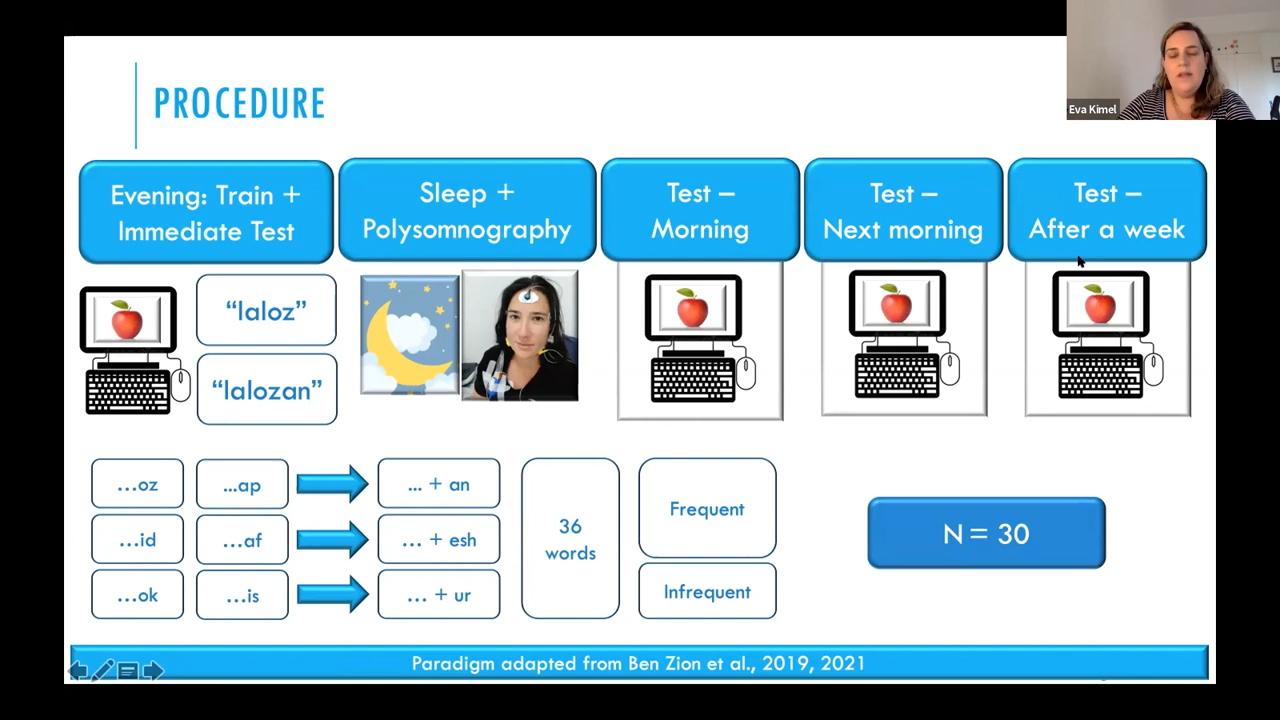 PROCEDURE
Eva Kimel
Evening: Train +
Immediate Test
Sleep +
Polysomnography
Test –
Morning
Test –
Next morning
Test –
After a week
“laloz”
“lalozan”
...oz
...ap
... + an
...id
...af
... + esh
...ok
...is
... + ur
36
words
Frequent
Infrequent
N = 30
Paradigm adapted from Ben Zion et al., 2019, 2021